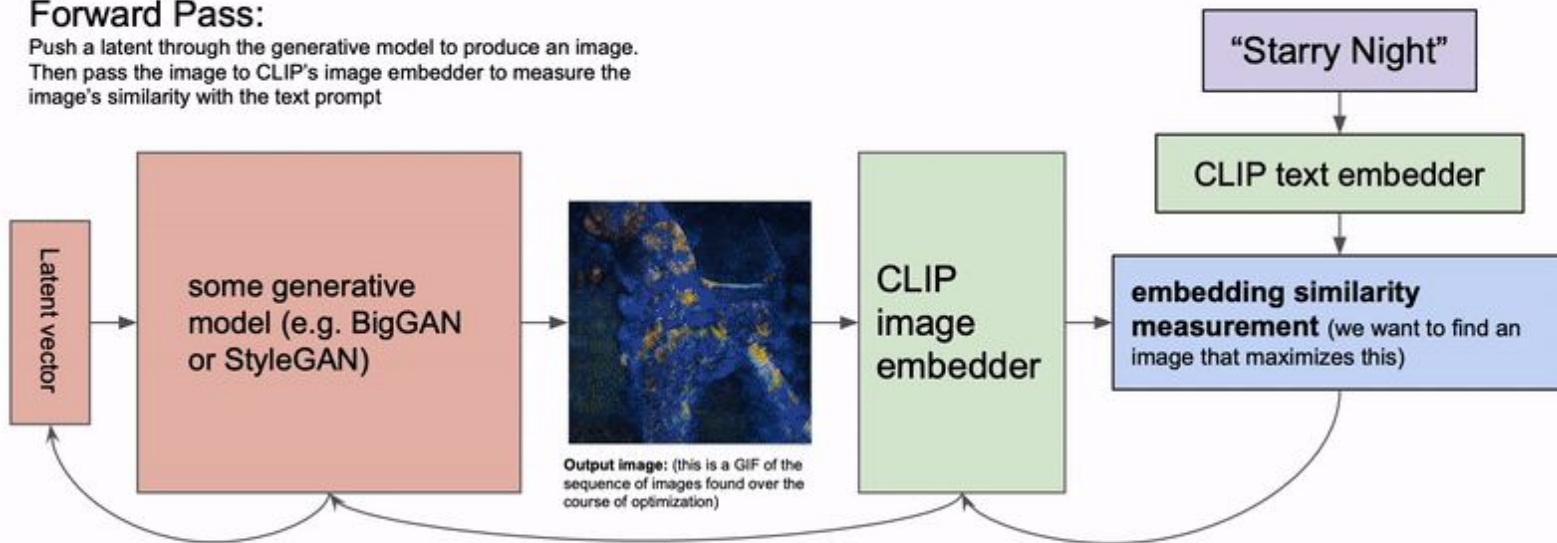 Forward Pass:
Push a latent through the generative model to produce an image.
Then pass the image to CLIP's image embedder to measure the
image's similarity with the text prompt
"Starry Night"
CLIP text embedder
Latent vector
some generative
model (e.g. BigGAN
or StyleGAN)
CLIP
image
embedder
embedding similarity
measurement (we want to find an
image that maximizes this)
Output image: (this is a GIF of the
sequence of images found over the
course of optimization)